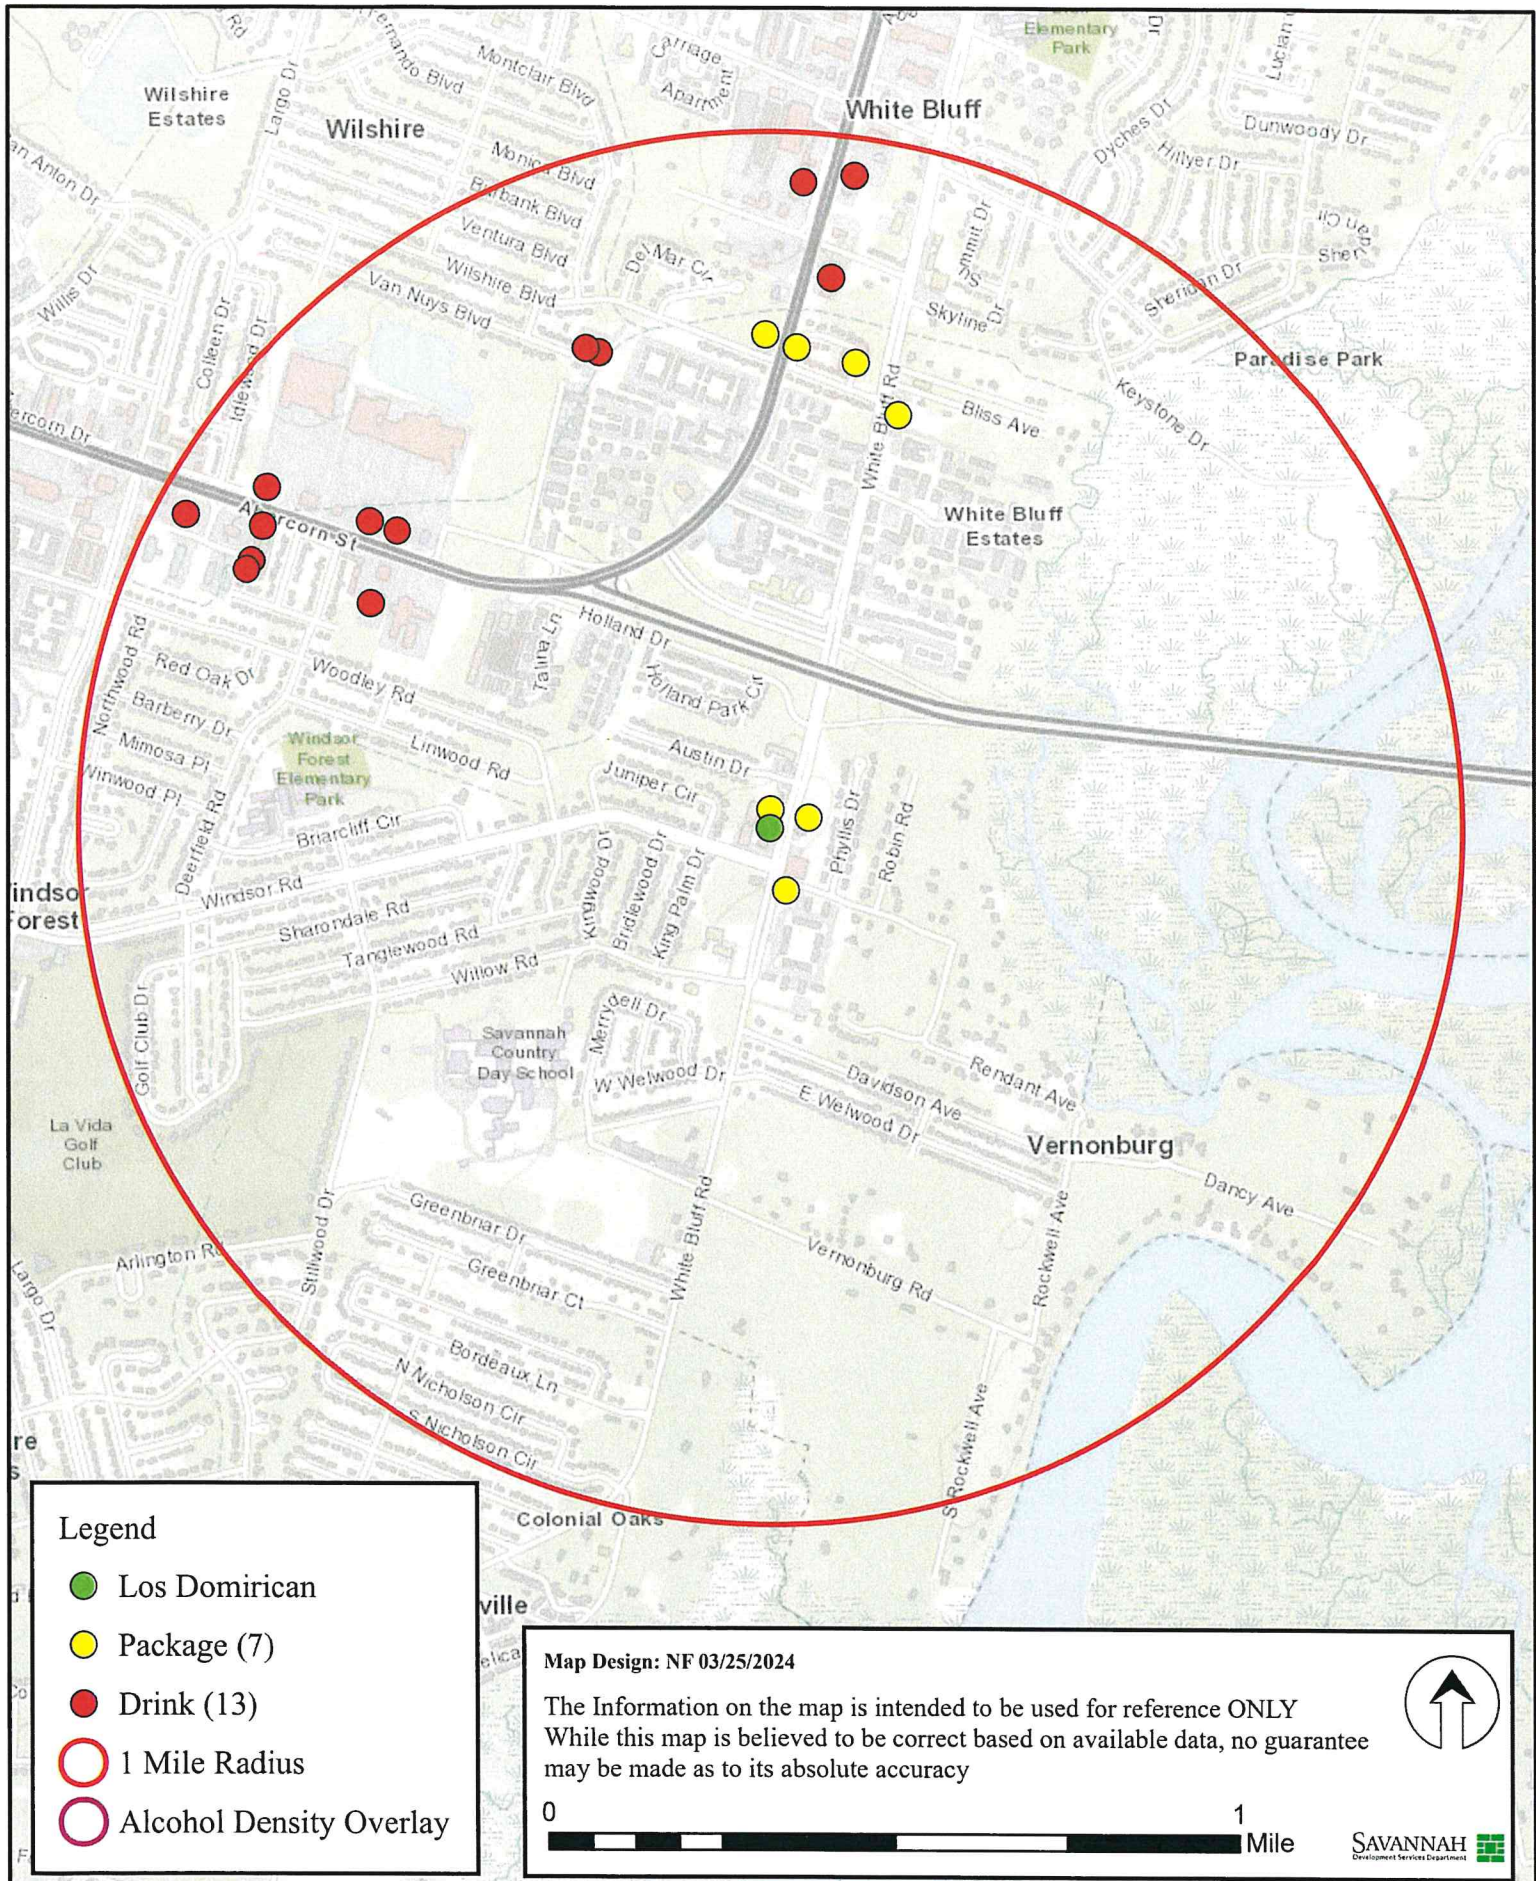 Elementary
Park
Carriage
Apartment
Montclair Blvd
Largo Dr
Wilshire
Estates
Wilshire
White Bluff
Dyches Dr
Dunwoody Dr
Hillyer Dr
Monica Blvd
Burbank Blvd
Ventura Blvd
Del Mar Cir
Wilshire Blvd
Van Nuys Blvd
Willis Dr
Colleen Dr
Idlewood Dr
Skyline Dr
Sheridan Dr
Paradise Park
Keystone Dr
White Bluff Rd
Bliss Ave
Abercorn St
White Bluff
Estates
Holland Dr
Talina Ln
Holland Park Cir
Northwood Rd
Red Oak Dr
Woodley Rd
Barberry Dr
Mimosa Pl
Winwood Pl
Windsor
Forest
Elementary
Park
Linwood Rd
Austin Dr
Juniper Cir
Deerfield Rd
Briarcliff Cir
Windsor Rd
Kingwood Dr
Bridlewood Dr
King Palm Dr
Phyllis Dr
Robin Rd
indsor
orest
Sharondale Rd
Tanglewood Rd
Willow Rd
Golf Club Dr
Savannah
Country
Day School
Merrydell Dr
W Welwood Dr
Davidson Ave
E Welwood Dr
Rendant Ave
La Vida
Golf
Club
Vernonburg
Dancy Ave
Greenbriar Dr
Greenbriar Ct
Stillwood Dr
Arlington Rd
Largo Dr
White Bluff Rd
Vernonburg Rd
Rockwell Ave
Bordeaux Ln
N Nicholson Cir
S Nicholson Cir
S Rockwell Ave
Colonial Oaks
ville
Legend
Los Domirican
Package (7)
Drink (13)
1 Mile Radius
Alcohol Density Overlay
Map Design: NF 03/25/2024
The Information on the map is intended to be used for reference ONLY
While this map is believed to be correct based on available data, no guarantee
may be made as to its absolute accuracy
0 1
Mile
SAVANNAH
Development Services Department